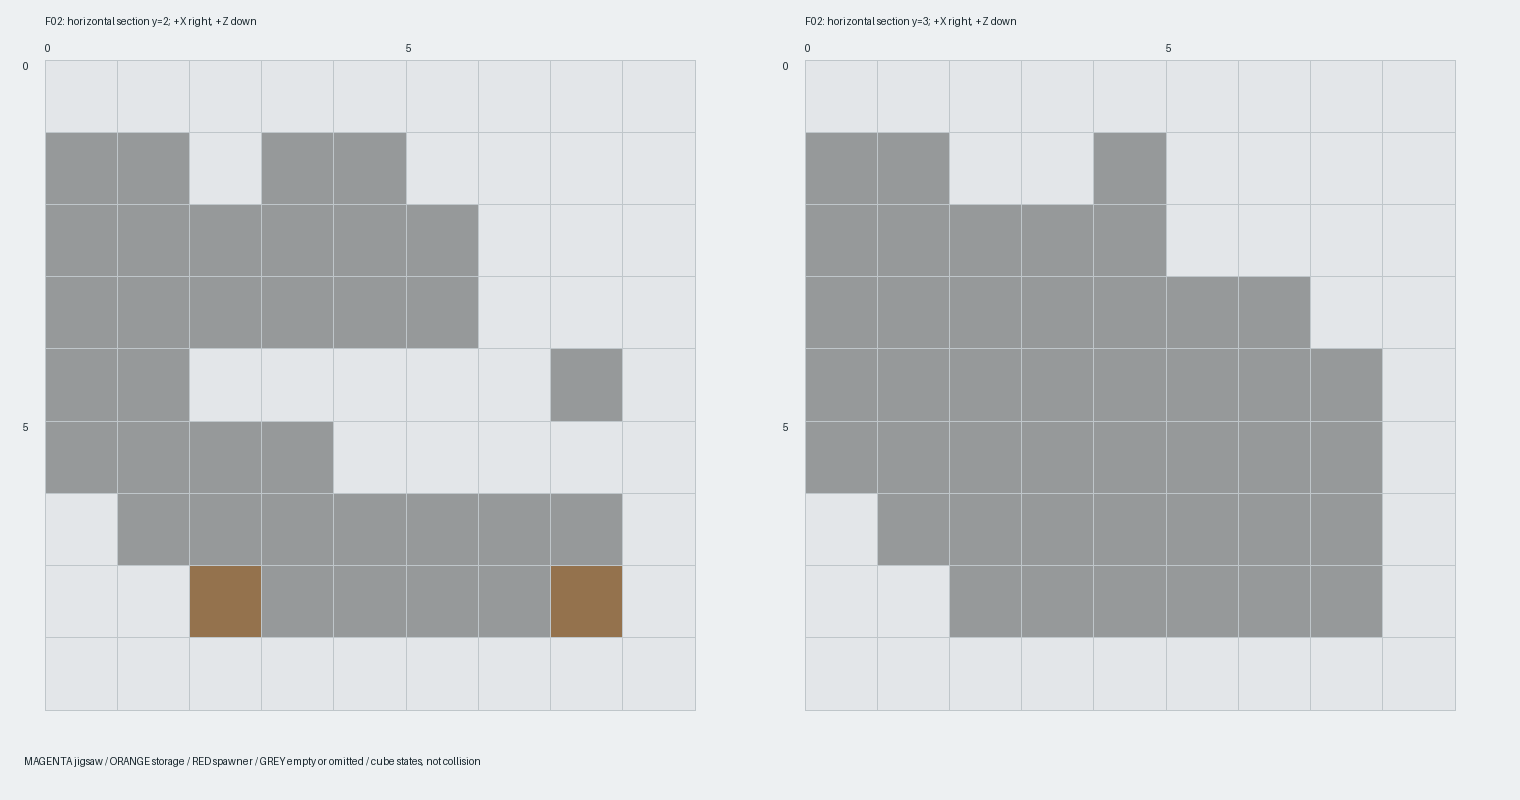 F02: horizontal section y=2; +X right, +Z down
F02: horizontal section y=3; +X right, +Z down
0 5
0 5
0
0
5
5
MAGENTA jigsaw / ORANGE storage / RED spawner / GREY empty or omitted / cube states, not collision